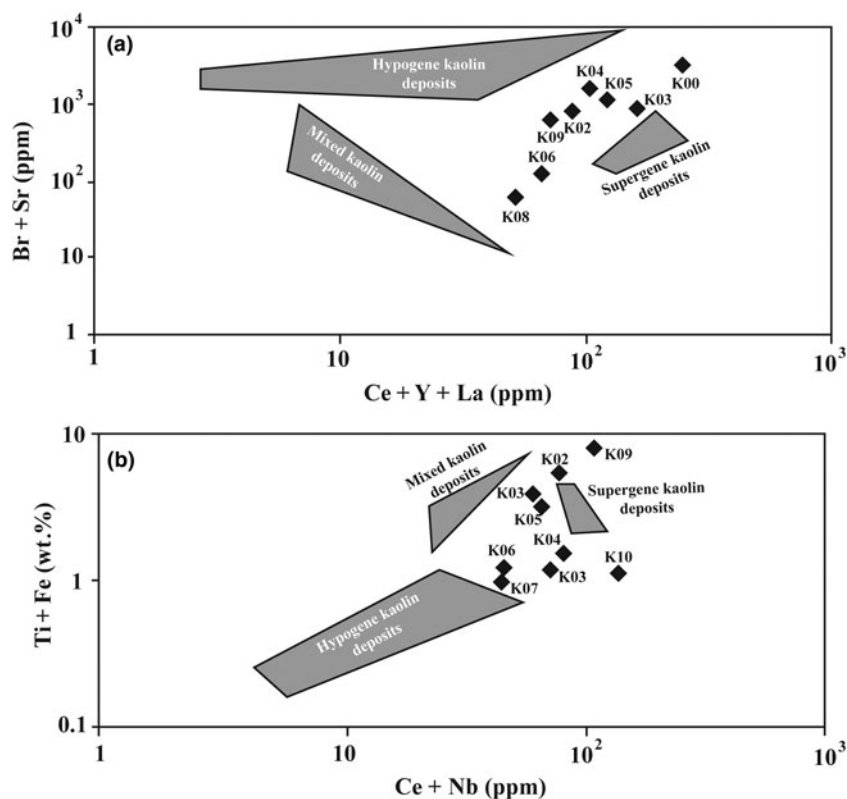 (a)
10⁴
10³
10²
10
1
Br + Sr (ppm)
Hypogene kaolin
deposits
Mixed kaolin
deposits
Supergene kaolin
deposits
K00
K04
K05
K03
K09
K02
K06
K08
1
10
10²
10³
Ce + Y + La (ppm)
(b)
10
1
0.1
Ti + Fe (wt.%)
Mixed kaolin
deposits
Supergene kaolin
deposits
Hypogene kaolin
deposits
K09
K02
K03
K05
K04
K06
K07
K03
K10
1
10
10²
10³
Ce + Nb (ppm)